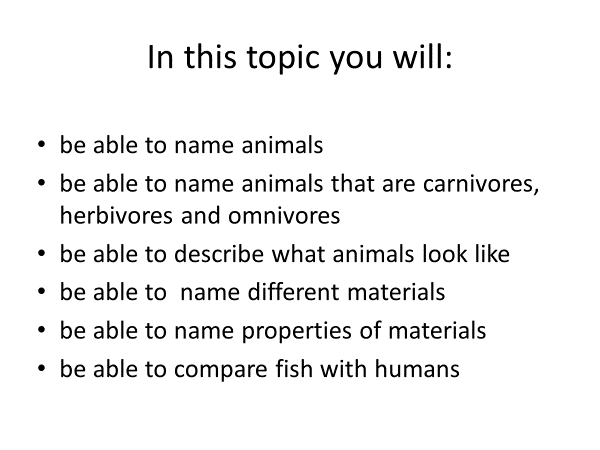 In this topic you will:
• be able to name animals
• be able to name animals that are carnivores,
herbivores and omnivores
• be able to describe what animals look like
• be able to  name different materials
• be able to name properties of materials
• be able to compare fish with humans